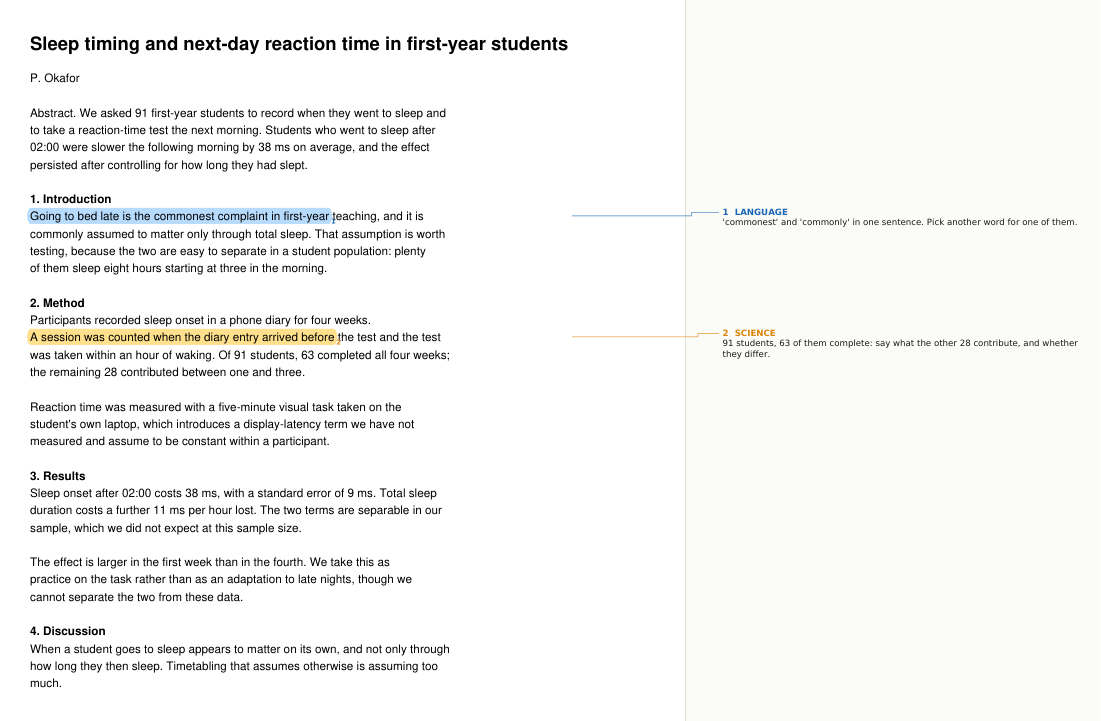 Sleep timing and next-day reaction time in first-year students
P. Okafor
Abstract. We asked 91 first-year students to record when they went to sleep and
to take a reaction-time test the next morning. Students who went to sleep after
02:00 were slower the following morning by 38 ms on average, and the effect
persisted after controlling for how long they had slept.
1. Introduction
Going to bed late is the commonest complaint in first-year teaching, and it is
commonly assumed to matter only through total sleep. That assumption is worth
testing, because the two are easy to separate in a student population: plenty
of them sleep eight hours starting at three in the morning.
2. Method
Participants recorded sleep onset in a phone diary for four weeks.
A session was counted when the diary entry arrived before the test and the test
was taken within an hour of waking. Of 91 students, 63 completed all four weeks;
the remaining 28 contributed between one and three.
Reaction time was measured with a five-minute visual task taken on the
student's own laptop, which introduces a display-latency term we have not
measured and assume to be constant within a participant.
3. Results
Sleep onset after 02:00 costs 38 ms, with a standard error of 9 ms. Total sleep
duration costs a further 11 ms per hour lost. The two terms are separable in our
sample, which we did not expect at this sample size.
The effect is larger in the first week than in the fourth. We take this as
practice on the task rather than as an adaptation to late nights, though we
cannot separate the two from these data.
4. Discussion
When a student goes to sleep appears to matter on its own, and not only through
how long they then sleep. Timetabling that assumes otherwise is assuming too
much.
1 LANGUAGE
'commonest' and 'commonly' in one sentence. Pick another word for one of them.
2 SCIENCE
91 students, 63 of them complete: say what the other 28 contribute, and whether
they differ.